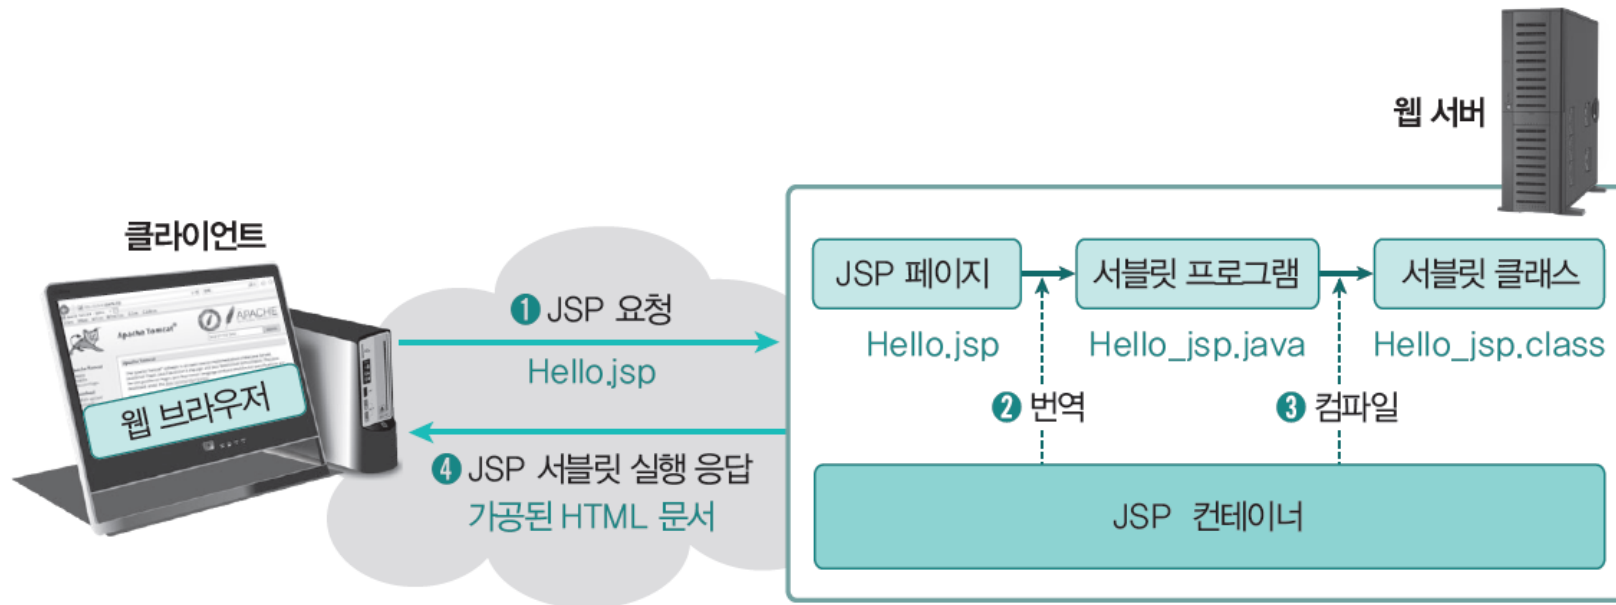 웹 서버
클라이언트
Apache Tomcat
APACHE
웹 브라우저
❶ JSP 요청
Hello.jsp
❹ JSP 서블릿 실행 응답
가공된 HTML 문서
JSP 페이지
서블릿 프로그램
서블릿 클래스
Hello.jsp
Hello_jsp.java
Hello_jsp.class
❷ 번역
❸ 컴파일
JSP 컨테이너